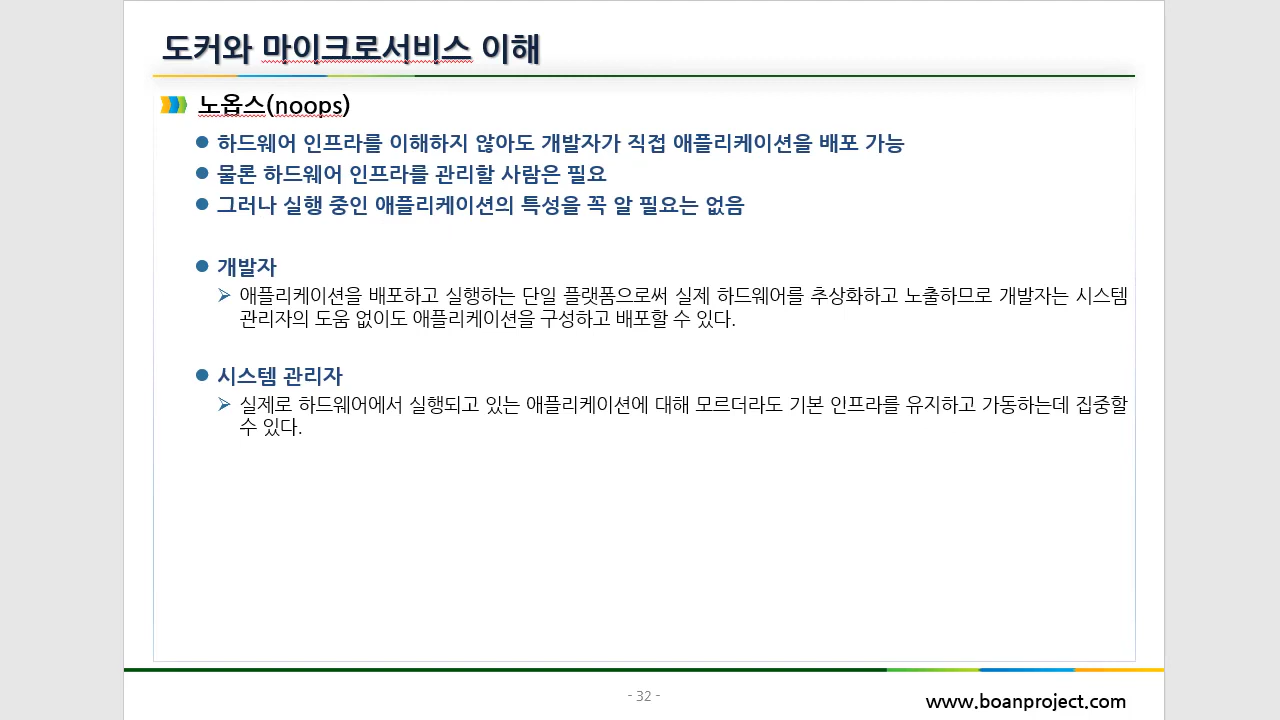 도커와 마이크로서비스 이해
노옵스(noops)
하드웨어 인프라를 이해하지 않아도 개발자가 직접 애플리케이션을 배포 가능
물론 하드웨어 인프라를 관리할 사람은 필요
그러나 실행 중인 애플리케이션의 특성을 꼭 알 필요는 없음
개발자
애플리케이션을 배포하고 실행하는 단일 플랫폼으로써 실제 하드웨어를 추상화하고 노출하므로 개발자는 시스템
관리자의 도움 없이도 애플리케이션을 구성하고 배포할 수 있다.
시스템 관리자
실제로 하드웨어에서 실행되고 있는 애플리케이션에 대해 모르더라도 기본 인프라를 유지하고 가동하는데 집중할
수 있다.
- 32 -
www.boanproject.com